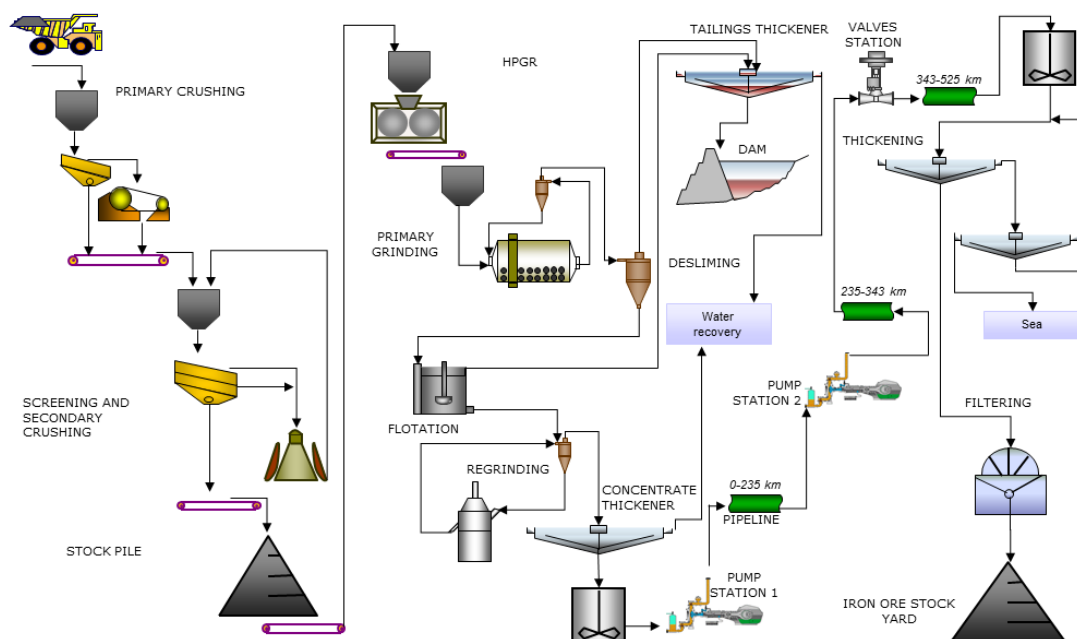 PRIMARY CRUSHING
SCREENING AND
SECONDARY
CRUSHING
STOCK PILE
HPGR
PRIMARY
GRINDING
DESLIMING
FLOTATION
REGRINDING
CONCENTRATE
THICKENER
TAILINGS THICKENER
DAM
Water
recovery
PUMP
STATION 1
0-235 km
PIPELINE
PUMP
STATION 2
235-343 km
VALVES
STATION
343-525 km
THICKENING
Sea
FILTERING
IRON ORE STOCK
YARD